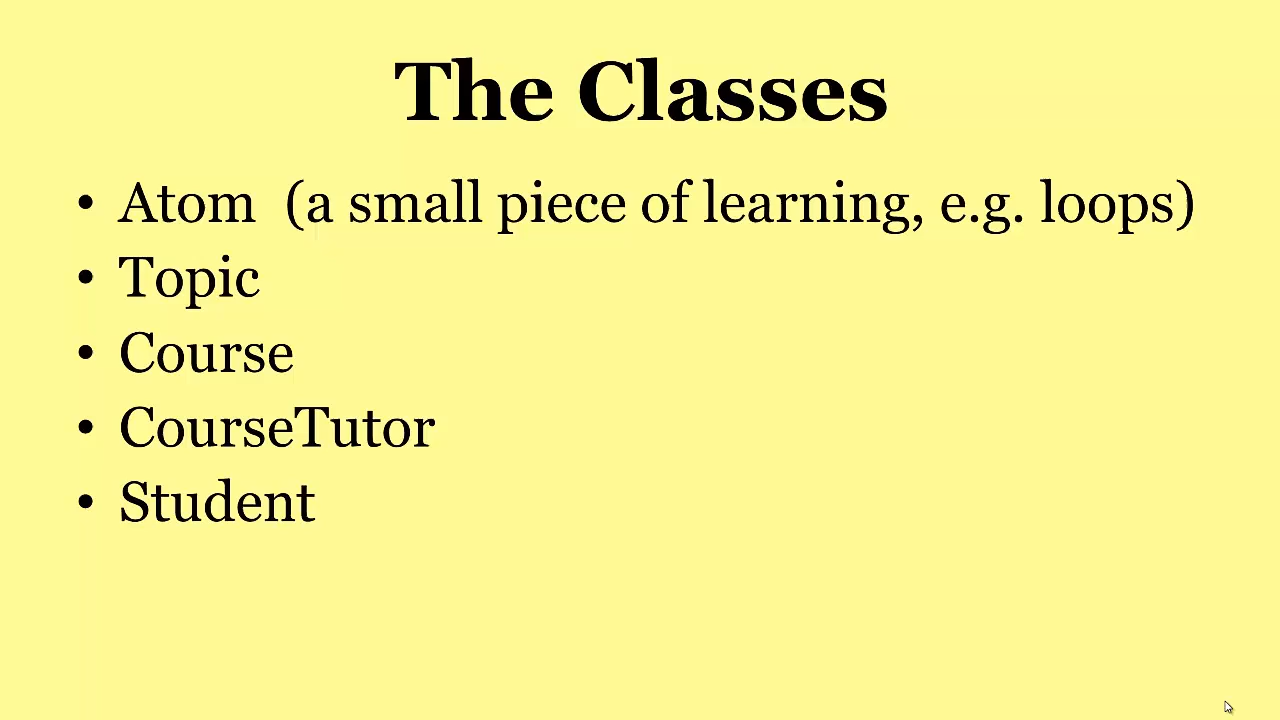 The Classes
• Atom (a small piece of learning, e.g. loops)
• Topic
• Course
• CourseTutor
• Student